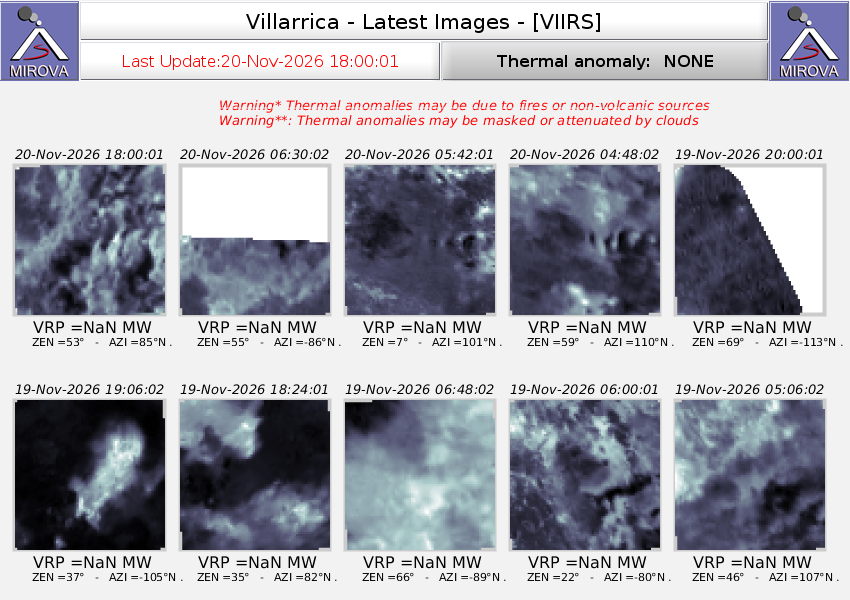 Villarrica - Latest Images - [VIIRS]
MIROVA
Last Update:20-Nov-2026 18:00:01
Thermal anomaly: NONE
MIROVA
Warning* Thermal anomalies may be due to fires or non-volcanic sources
Warning**: Thermal anomalies may be masked or attenuated by clouds
20-Nov-2026 18:00:01
20-Nov-2026 06:30:02
20-Nov-2026 05:42:01
20-Nov-2026 04:48:02
19-Nov-2026 20:00:01
VRP =NaN MW
VRP =NaN MW
VRP =NaN MW
VRP =NaN MW
VRP =NaN MW
ZEN =53° - AZI =85°N .
ZEN =55° - AZI =-86°N .
ZEN =7° - AZI =101°N .
ZEN =59° - AZI =110°N .
ZEN =69° - AZI =-113°N .
19-Nov-2026 19:06:02
19-Nov-2026 18:24:01
19-Nov-2026 06:48:02
19-Nov-2026 06:00:01
19-Nov-2026 05:06:02
VRP =NaN MW
VRP =NaN MW
VRP =NaN MW
VRP =NaN MW
VRP =NaN MW
ZEN =37° - AZI =-105°N .
ZEN =35° - AZI =82°N .
ZEN =66° - AZI =-89°N .
ZEN =22° - AZI =-80°N .
ZEN =46° - AZI =107°N .